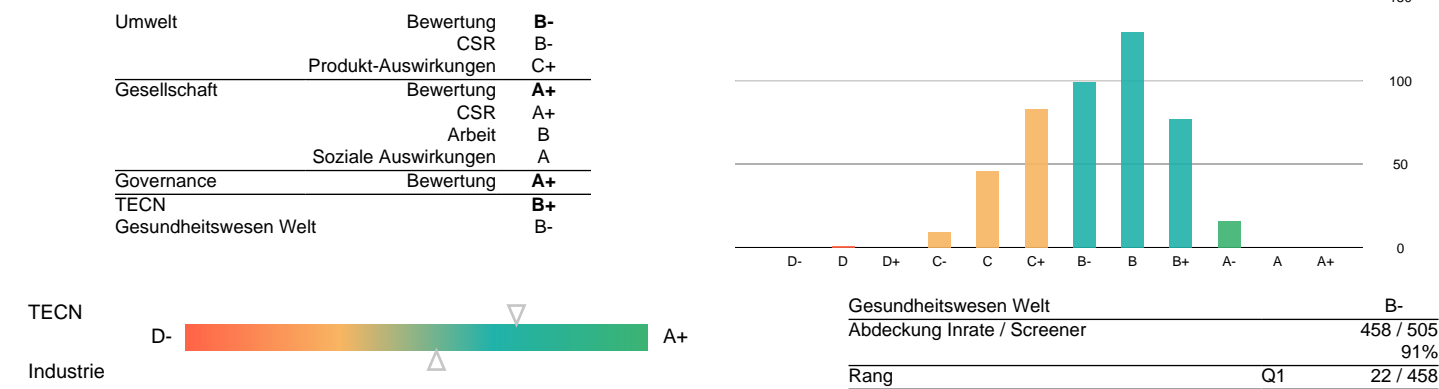 Umwelt Bewertung B-
CSR B-
Produkt-Auswirkungen C+
Gesellschaft Bewertung A+
CSR A+
Arbeit B
Soziale Auswirkungen A
Governance Bewertung A+
TECN B+
Gesundheitswesen Welt B-
100
50
0
D- D D+ C- C C+ B- B B+ A- A A+
TECN
D- A+
Industrie
Gesundheitswesen Welt B-
Abdeckung Inrate / Screener 458 / 505
91%
Rang Q1 22 / 458